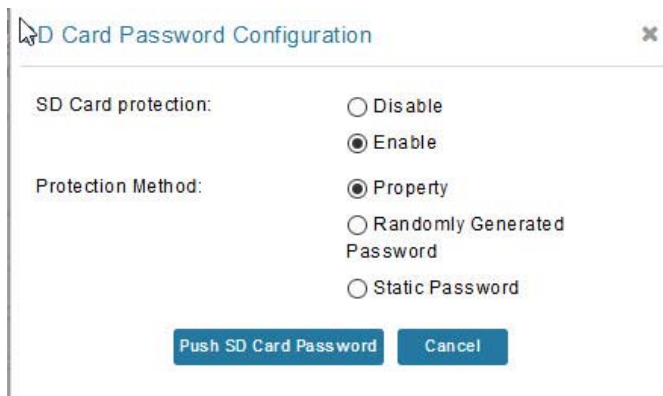 SD Card Password Configuration
SD Card protection:
Disable
Enable
Protection Method:
Property
Randomly Generated
Password
Static Password
Push SD Card Password
Cancel